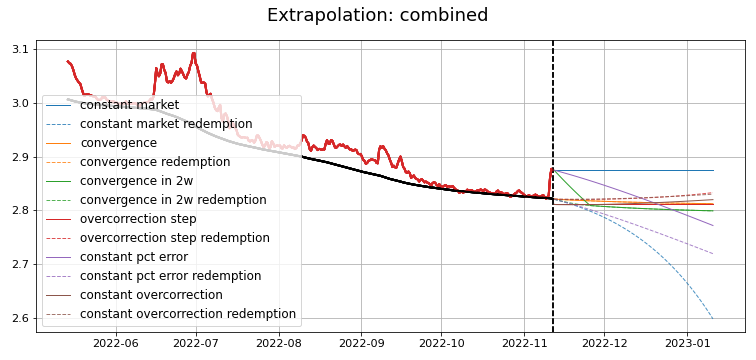 Extrapolation: combined
3.1
3.0
2.9
2.8
2.7
2.6
constant market
constant market redemption
convergence
convergence redemption
convergence in 2w
convergence in 2w redemption
overcorrection step
overcorrection step redemption
constant pct error
constant pct error redemption
constant overcorrection
constant overcorrection redemption
2022-06 2022-07 2022-08 2022-09 2022-10 2022-11 2022-12 2023-01